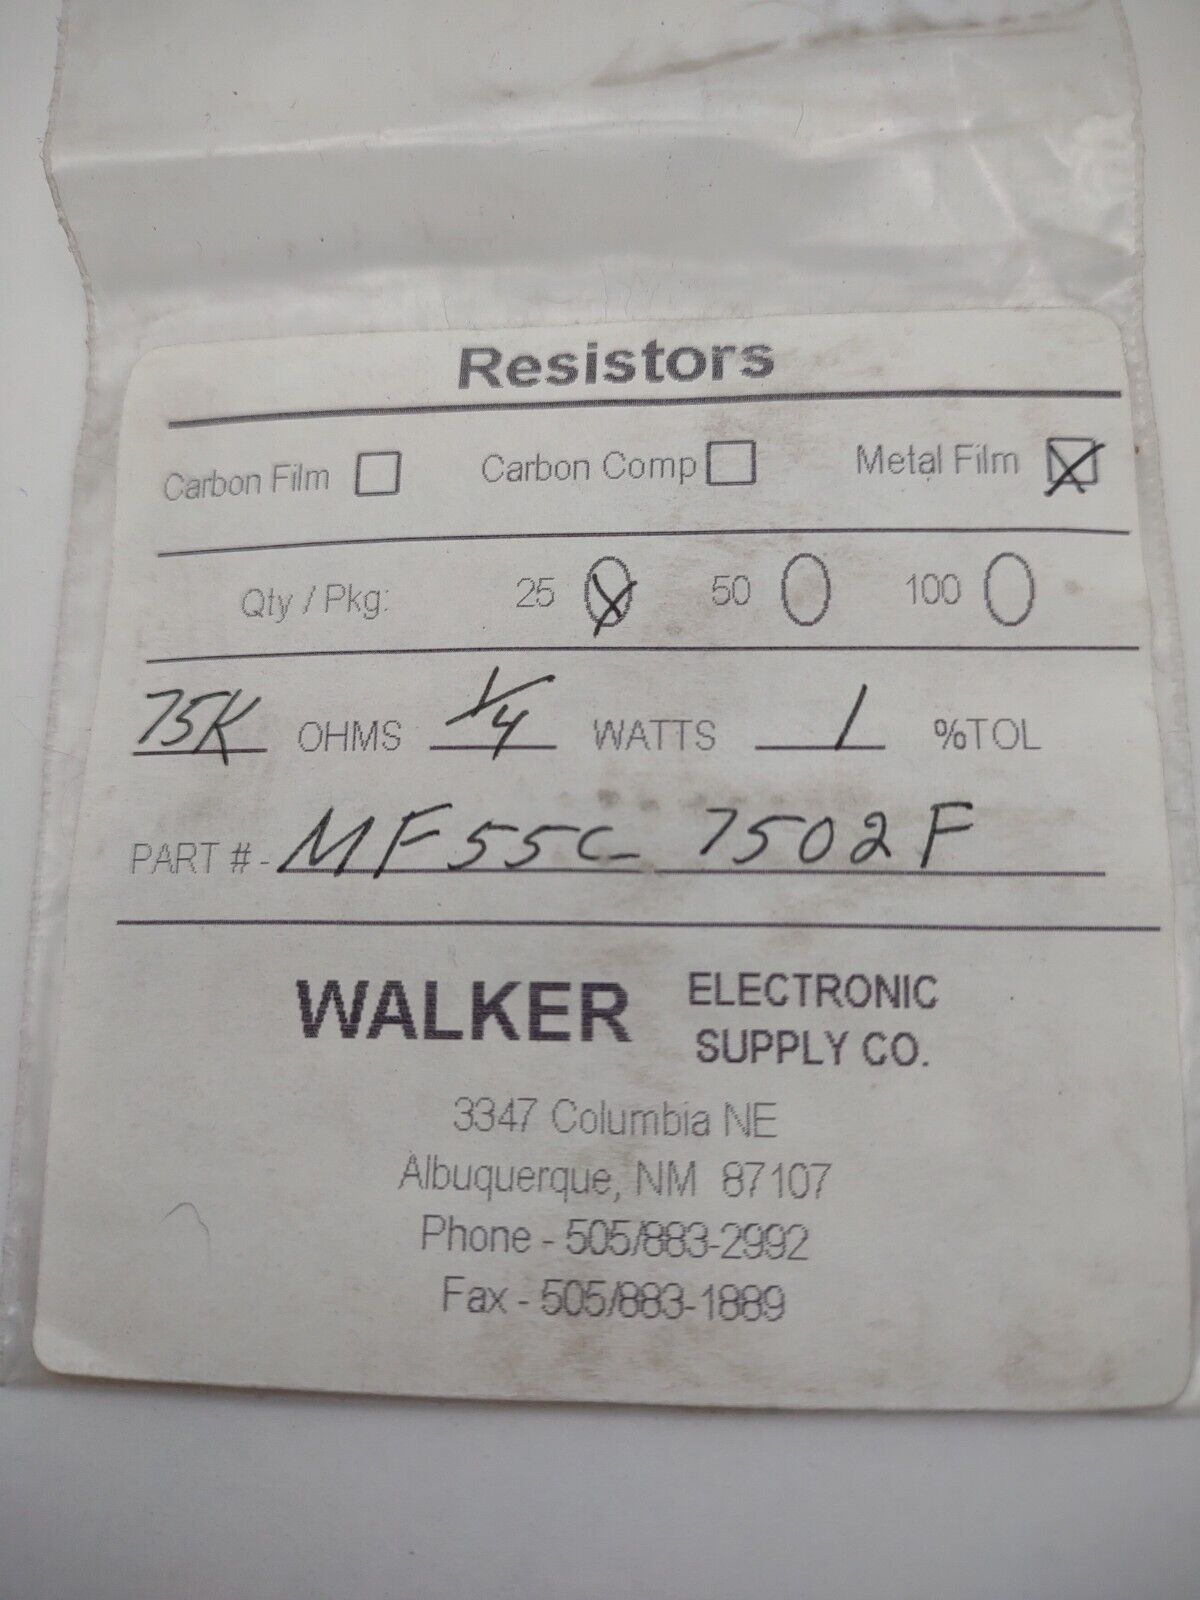 Resistors
Carbon Film Carbon Comp Metal Film
Qty / Pkg: 25 50 100
75K OHMS 1/4 WATTS 1 %TOL
PART # - MF55C- 7502F
WALKER ELECTRONIC SUPPLY CO.
3347 Columbia NE
Albuquerque, NM 87107
Phone - 505/883-2992
Fax - 505/883-1889